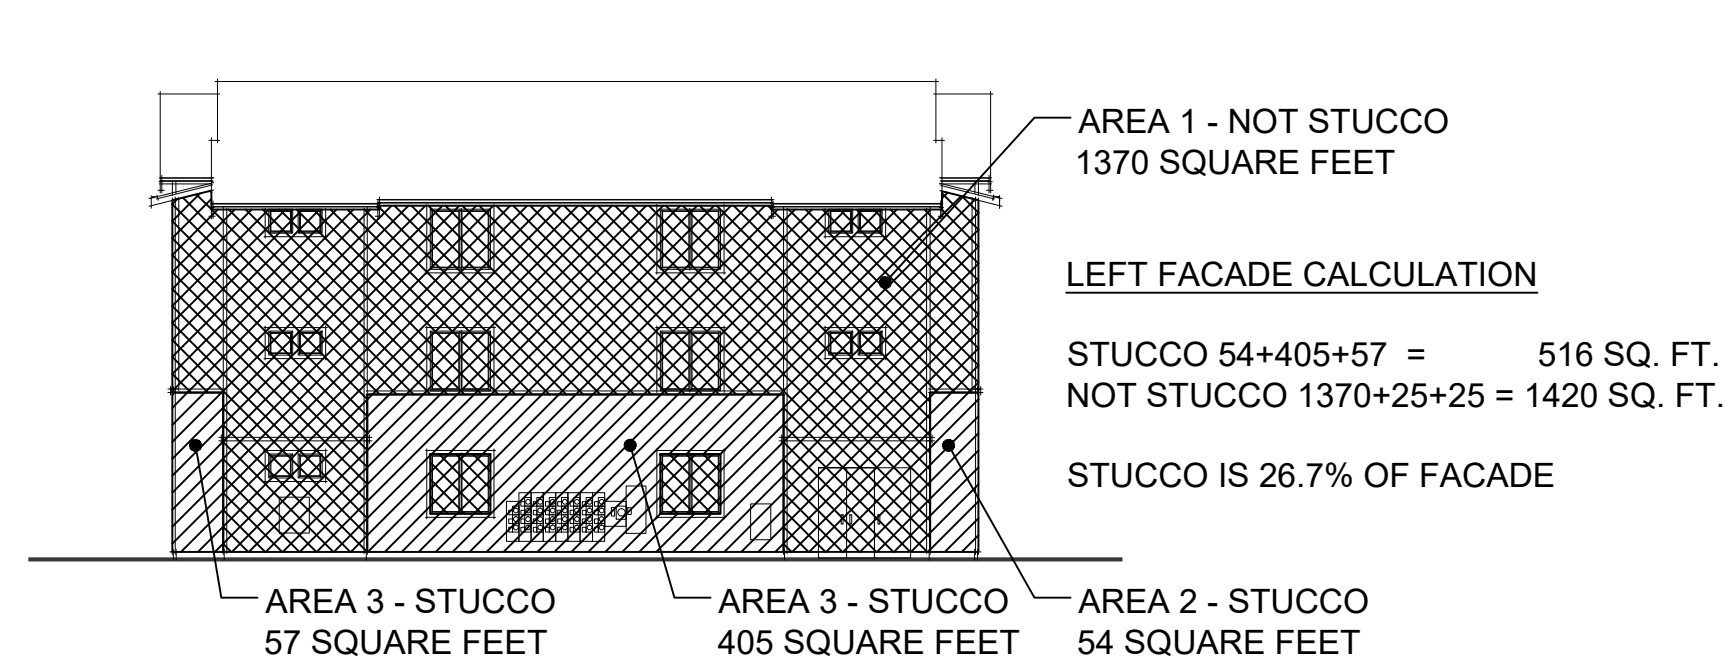 AREA 1 - NOT STUCCO
1370 SQUARE FEET
LEFT FACADE CALCULATION
STUCCO 54+405+57 = 516 SQ. FT.
NOT STUCCO 1370+25+25 = 1420 SQ. FT.
STUCCO IS 26.7% OF FACADE
AREA 3 - STUCCO
57 SQUARE FEET
AREA 3 - STUCCO
405 SQUARE FEET
AREA 2 - STUCCO
54 SQUARE FEET